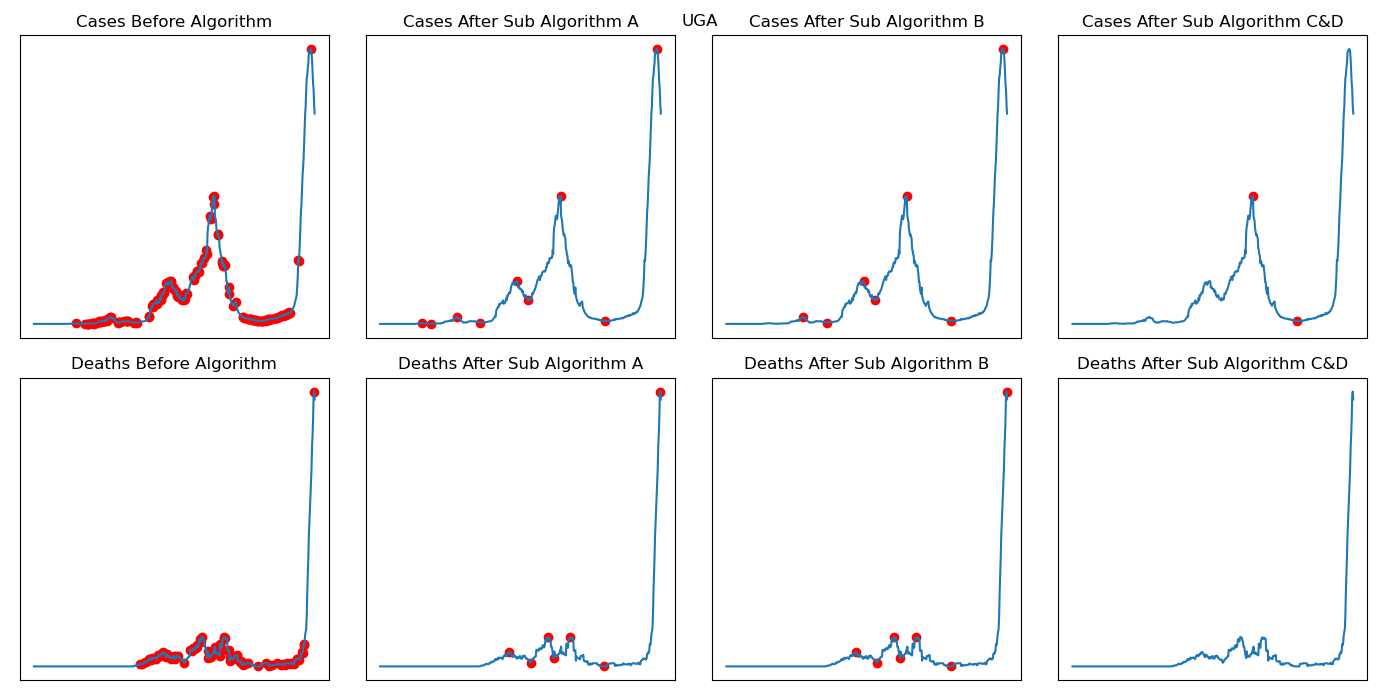 UGA
Cases Before Algorithm
Cases After Sub Algorithm A
Cases After Sub Algorithm B
Cases After Sub Algorithm C&D
Deaths Before Algorithm
Deaths After Sub Algorithm A
Deaths After Sub Algorithm B
Deaths After Sub Algorithm C&D